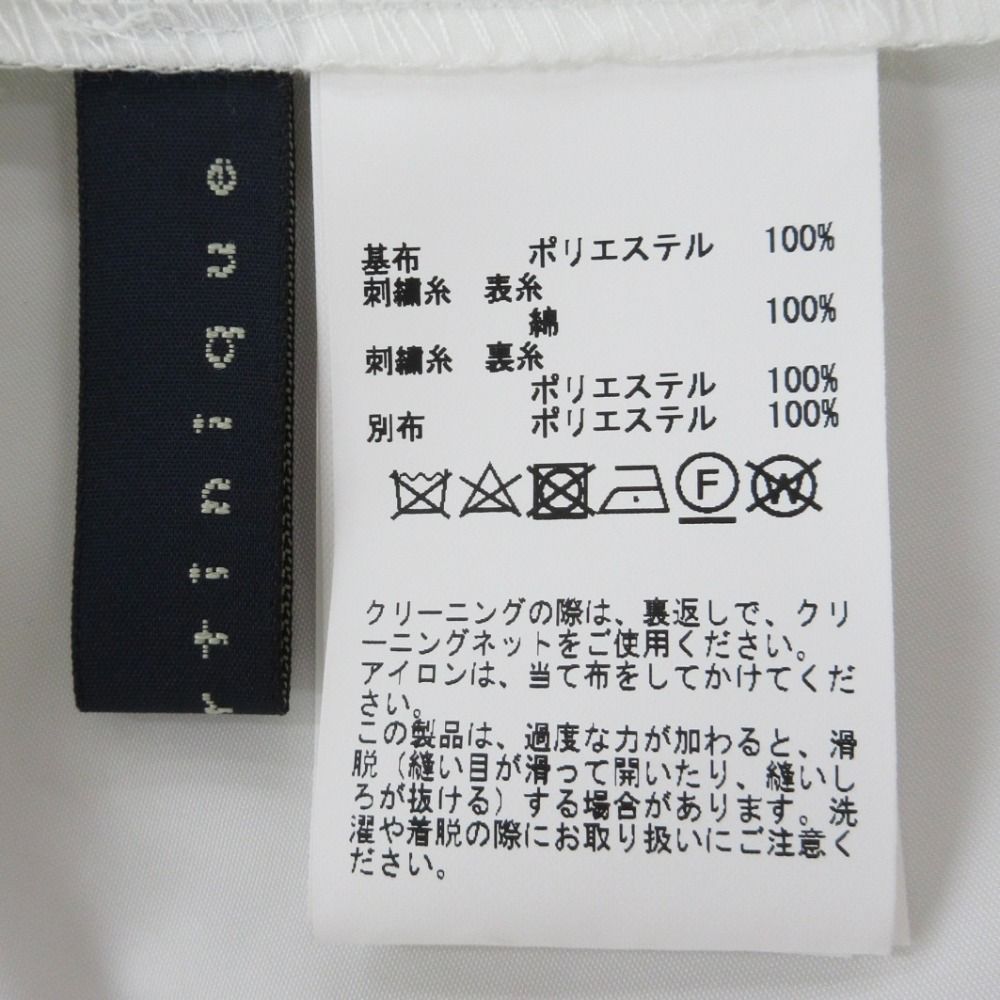 rtinique
基布 ポリエステル 100%
刺繍糸 表糸
綿 100%
刺繍糸 裏糸
ポリエステル 100%
別布 ポリエステル 100%
F W
クリーニングの際は、裏返しで、クリ
ーニングネットをご使用ください。
アイロンは、当て布をしてかけてくだ
さい。
この製品は、過度な力が加わると、滑
脱（縫い目が滑って開いたり、縫いし
ろが抜ける）する場合があります。洗
濯や着脱の際にお取り扱いにご注意く
ださい。